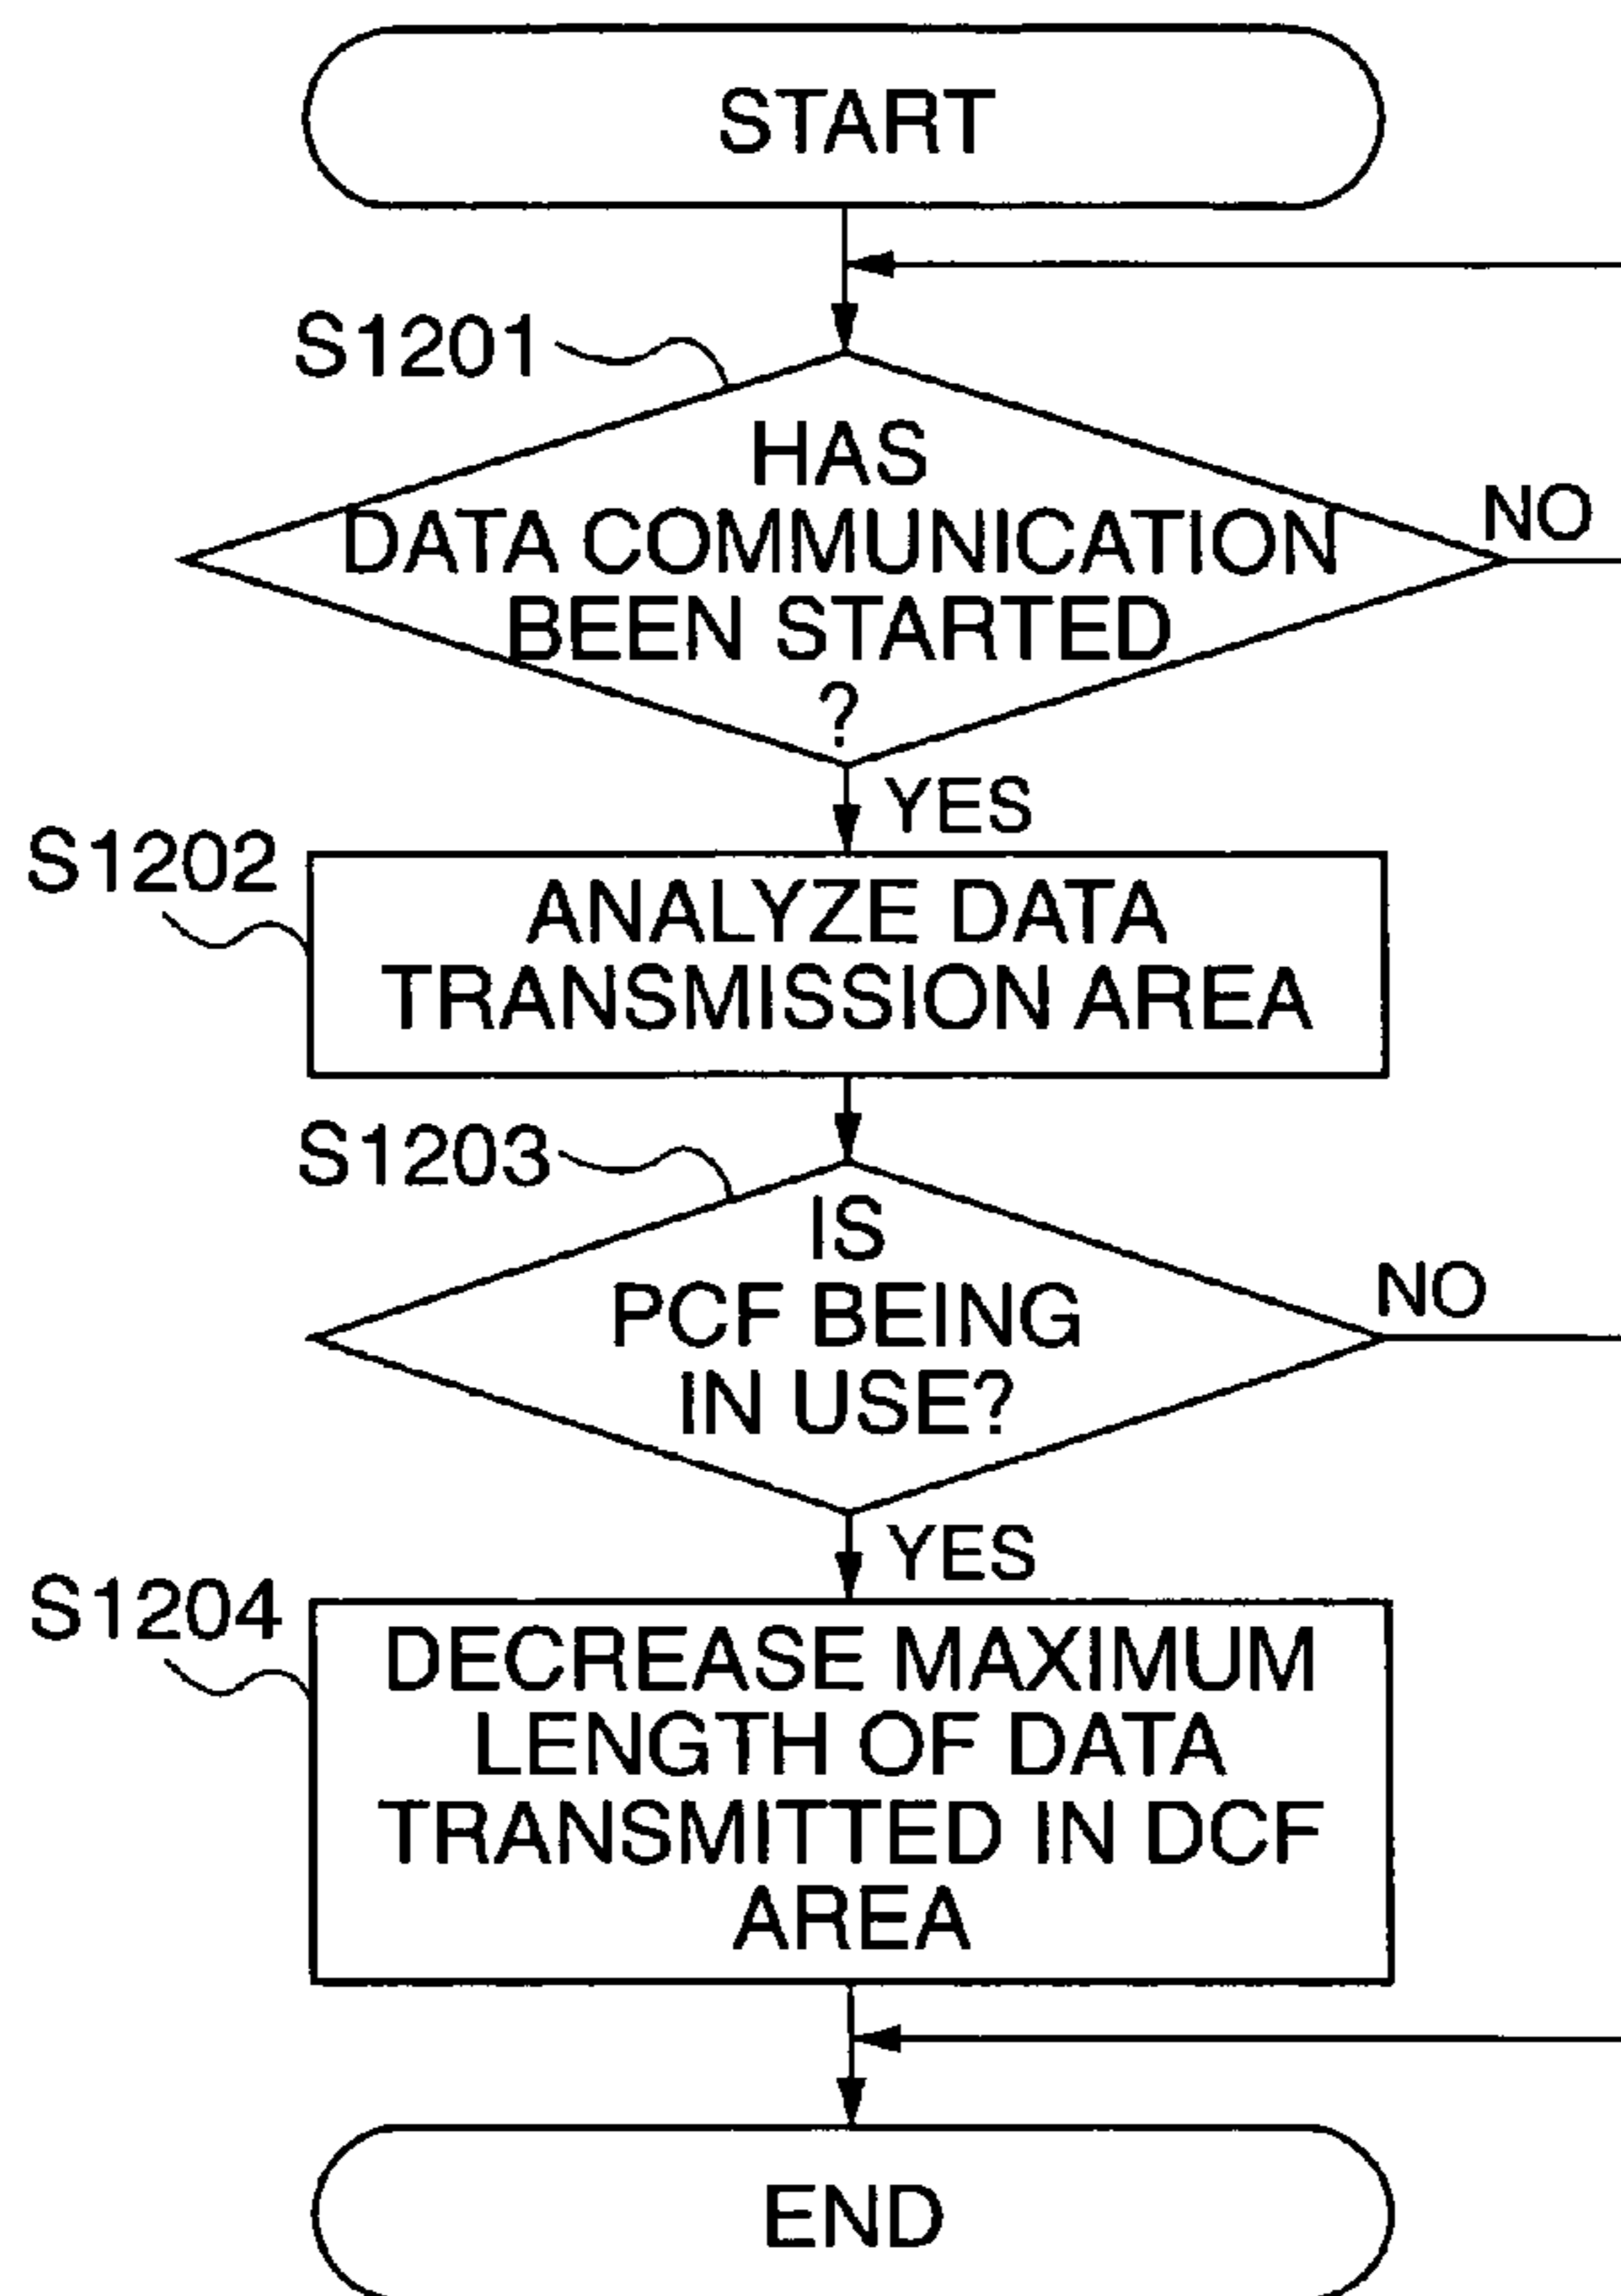 START
S1201
HAS
DATA COMMUNICATION
BEEN STARTED
?
NO
YES
S1202
ANALYZE DATA
TRANSMISSION AREA
S1203
IS
PCF BEING
IN USE?
NO
YES
S1204
DECREASE MAXIMUM
LENGTH OF DATA
TRANSMITTED IN DCF
AREA
END